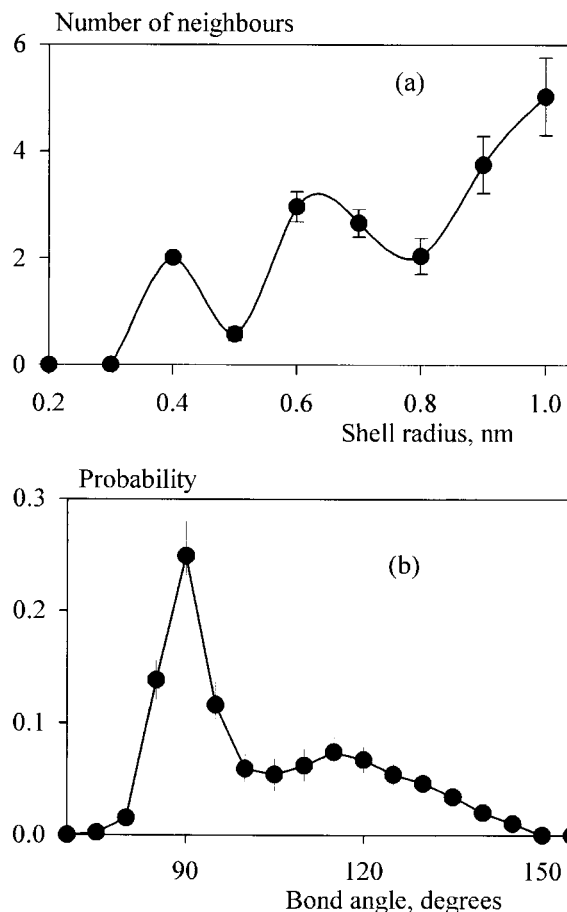 Number of neighbours
6
(a)
4
2
0
0.2 0.4 0.6 0.8 1.0
Shell radius, nm
Probability
0.3
(b)
0.2
0.1
0.0
90 120 150
Bond angle, degrees